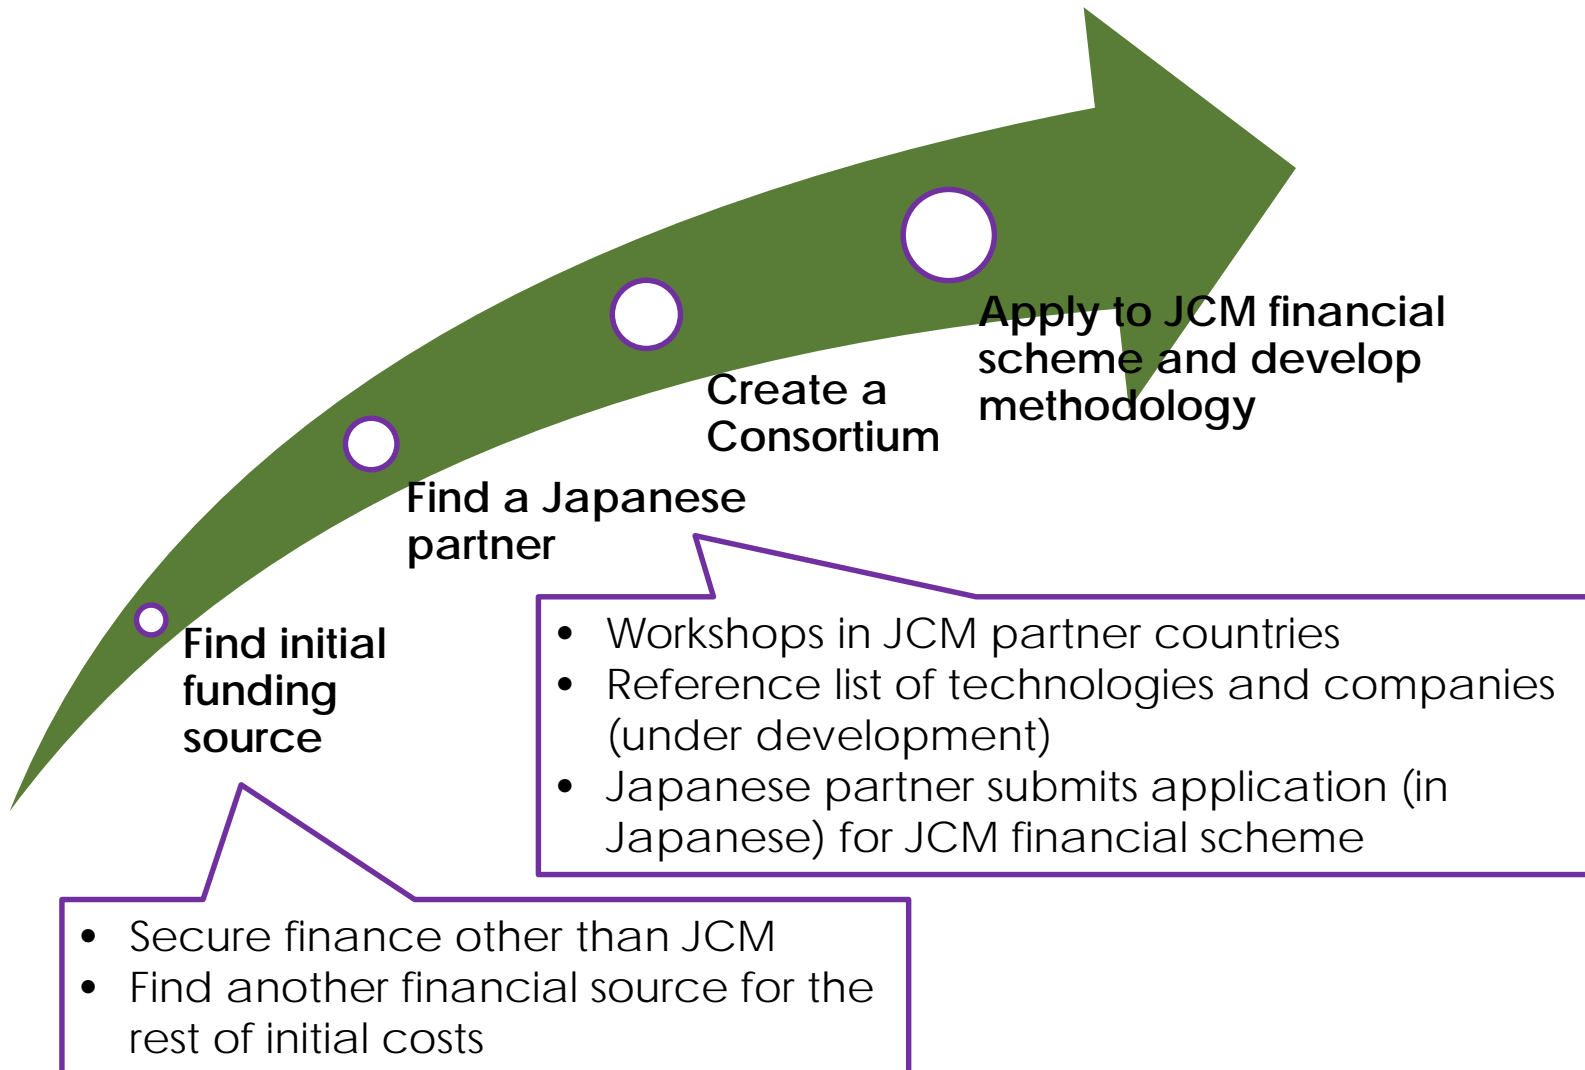 Apply to JCM financial
scheme and develop
methodology
Create a
Consortium
Find a Japanese
partner
Find initial
funding
source
• Workshops in JCM partner countries
• Reference list of technologies and companies
(under development)
• Japanese partner submits application (in
Japanese) for JCM financial scheme
• Secure finance other than JCM
• Find another financial source for the
rest of initial costs